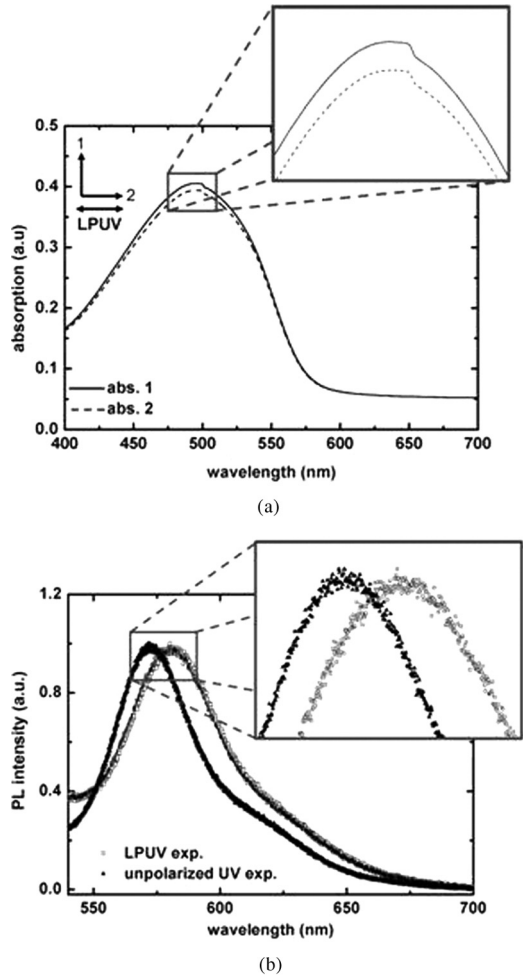 0.5
0.4
0.3
0.2
0.1
0.0
absorption (a.u)
1
2
LPUV
abs. 1
abs. 2
400 450 500 550 600 650 700
wavelength (nm)
(a)
1.2
0.8
0.4
0.0
PL intensity (a.u.)
LPUV exp.
unpolarized UV exp.
550 600 650 700
wavelength (nm)
(b)